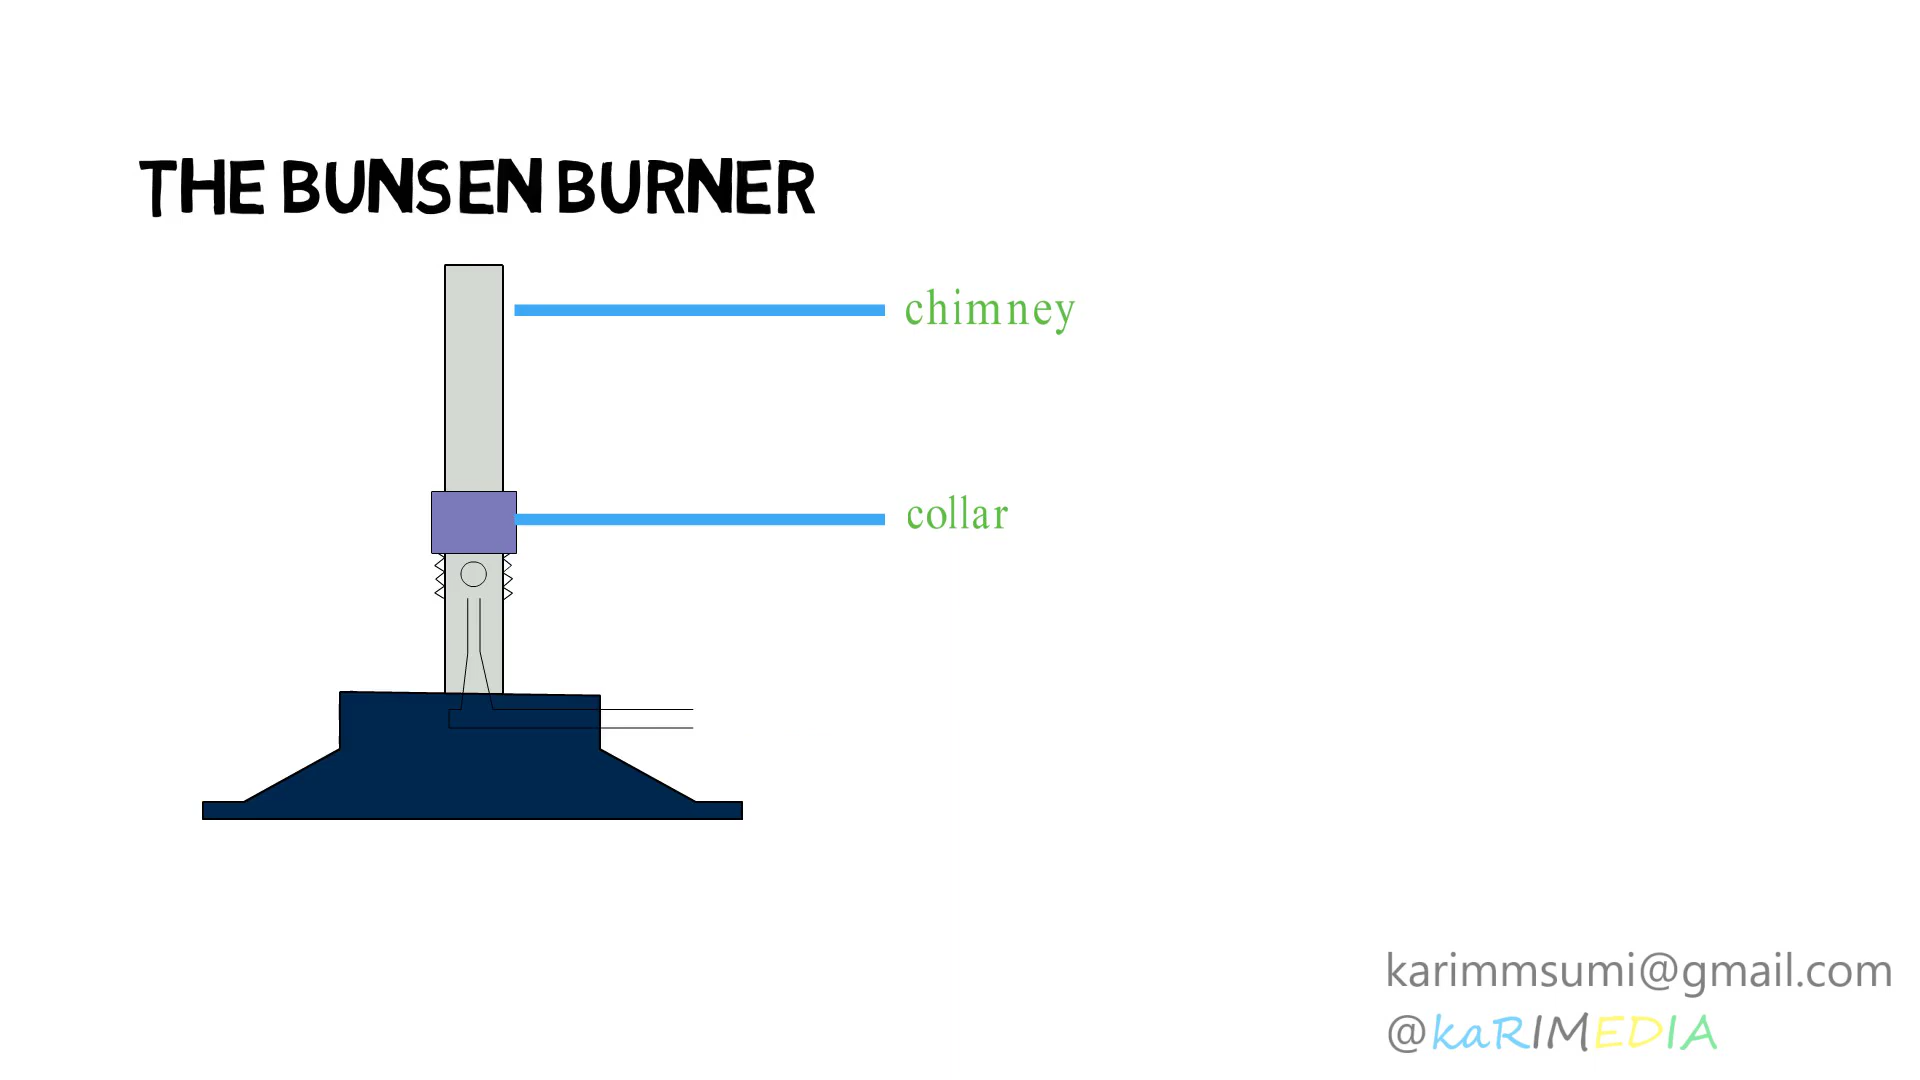 THE BUNSEN BURNER
chimney
collar
karimmsumi@gmail.com
@kaRIMEDIA